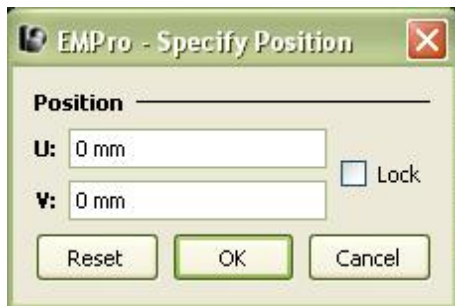 EMPro - Specify Position
Position
U: 0 mm
V: 0 mm
Lock
Reset OK Cancel